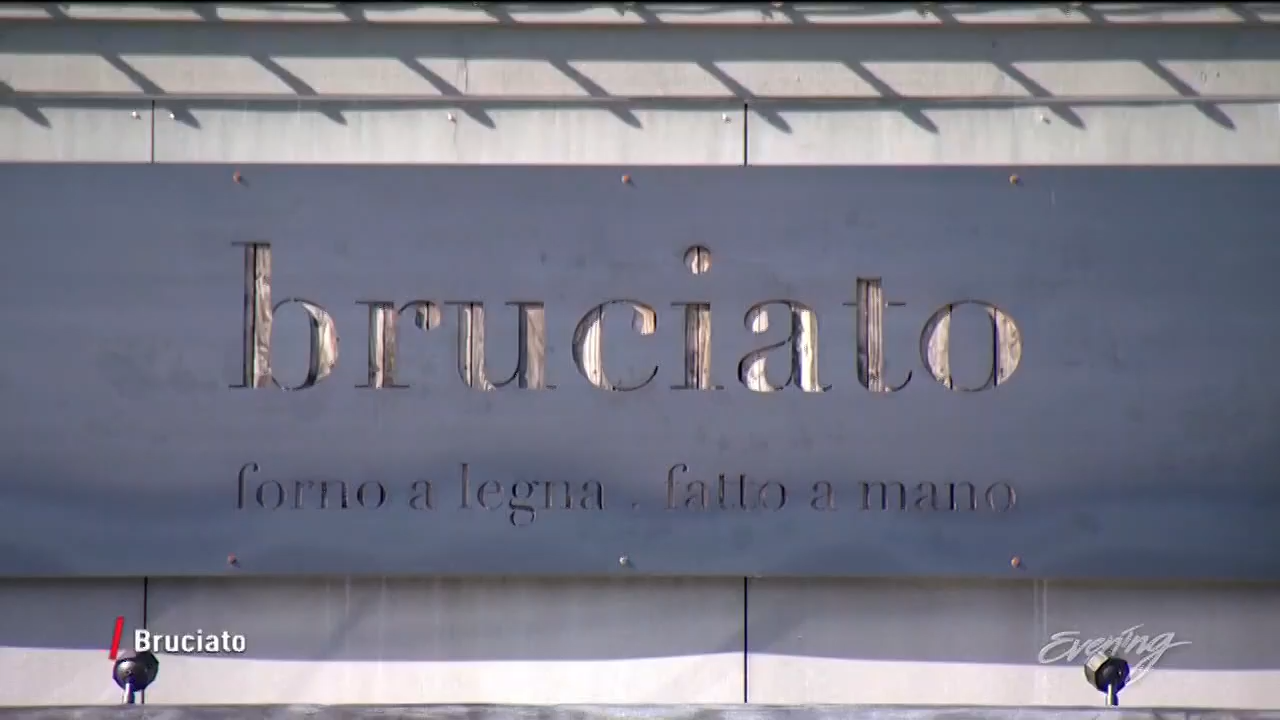 bruciato
forno a legna . fatto a mano
Bruciato
Evening